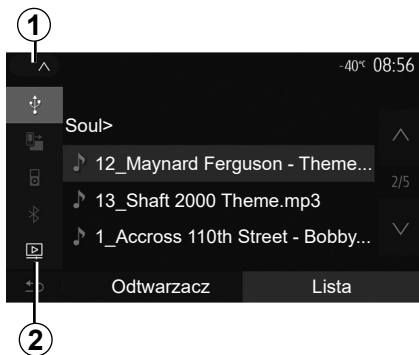 1
-40°C 08:56
Soul>
12_Maynard Ferguson - Theme...
2/5
13_Shaft 2000 Theme.mp3
1_Accross 110th Street - Bobby...
Odtwarzacz Lista
2